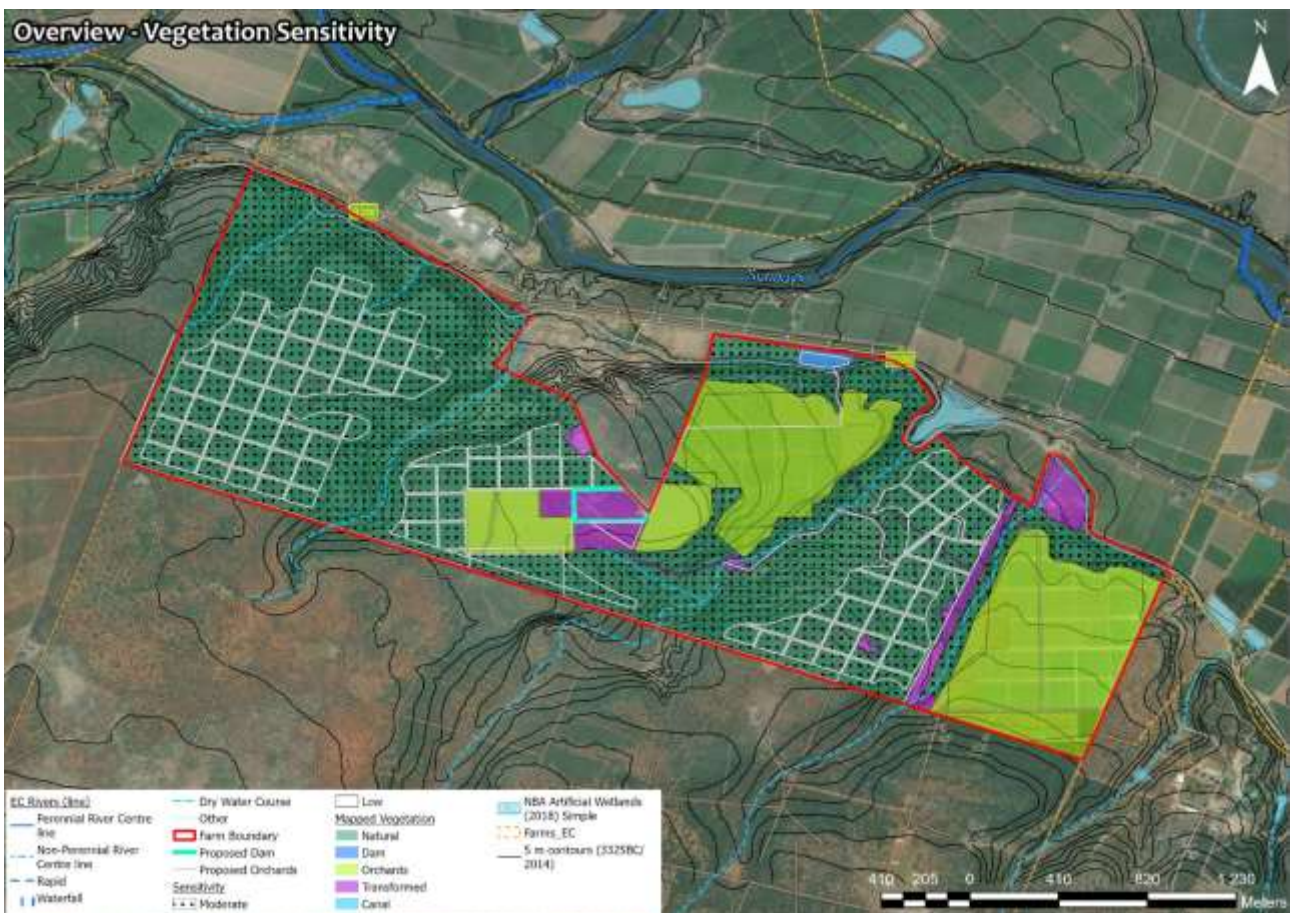 Overview - Vegetation Sensitivity
N
Sundays
EC Rivers (line)
Perennial River Centre
line
Non-Perennial River
Centre line
Rapid
Waterfall
Dry Water Course
Other
Farm Boundary
Proposed Dam
Proposed Orchards
Sensitivity
Moderate
Low
Mapped Vegetation
Natural
Dam
Orchards
Transformed
Canal
NBA Artificial Wetlands
(2018) Simple
Farms_EC
5 m contours (3325BC/
2014)
410 205 0 410 820 1 230
Meters